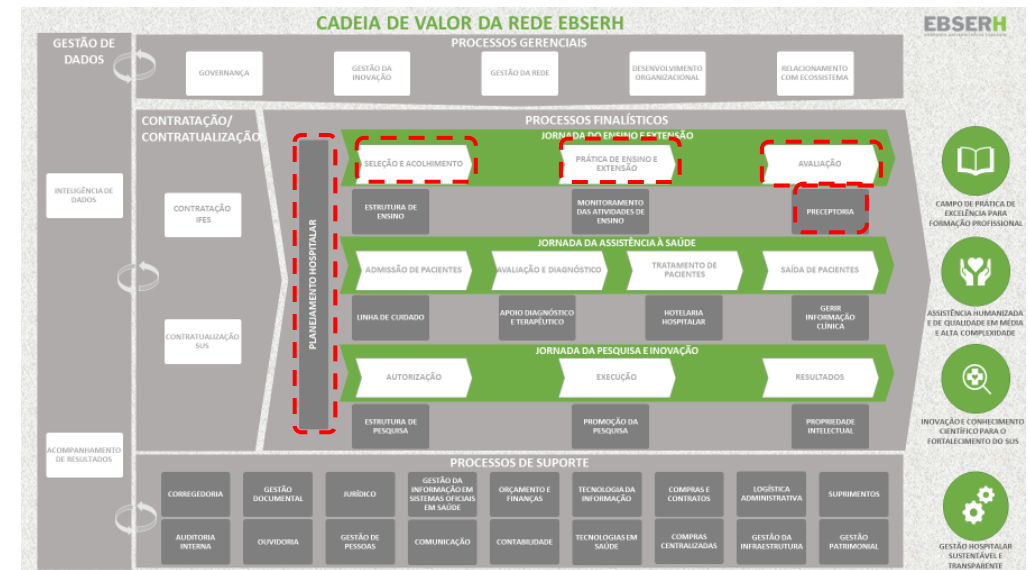 CADEIA DE VALOR DA REDE EBSERH
EBSERH
GESTÃO DE
DADOS
PROCESSOS GERENCIAIS
GOVERNANÇA
GESTÃO DA
INOVAÇÃO
GESTÃO DA REDE
DESENVOLVIMENTO
ORGANIZACIONAL
RELACIONAMENTO
COM ECOSSISTEMA
CONTRATAÇÃO/
CONTRATUALIZAÇÃO
PROCESSOS FINALÍSTICOS
JORNADA DO ENSINO E EXTENSÃO
SELEÇÃO E ACOLHIMENTO
PRÁTICA DE ENSINO E
EXTENSÃO
AVALIAÇÃO
INTELIGÊNCIA DE
DADOS
CONTRATAÇÃO
IFES
PLANEJAMENTO HOSPITALAR
ESTRUTURA DE
ENSINO
MONITORAMENTO
DAS ATIVIDADES DE
ENSINO
PRECEPTORIA
CAMPO DE PRÁTICA DE
EXCELÊNCIA PARA
FORMAÇÃO PROFISSIONAL
JORNADA DA ASSISTÊNCIA À SAÚDE
ADMISSÃO DE PACIENTES
AVALIAÇÃO E DIAGNÓSTICO
TRATAMENTO DE
PACIENTES
SAÍDA DE PACIENTES
LINHA DE CUIDADO
APOIO DIAGNÓSTICO
E TERAPÊUTICO
HOTELARIA
HOSPITALAR
GERIR
INFORMAÇÃO
CLÍNICA
ASSISTÊNCIA HUMANIZADA
E DE QUALIDADE EM MÉDIA
E ALTA COMPLEXIDADE
CONTRATUALIZAÇÃO
SUS
JORNADA DA PESQUISA E INOVAÇÃO
AUTORIZAÇÃO
EXECUÇÃO
RESULTADOS
ESTRUTURA DE
PESQUISA
PROMOÇÃO DA
PESQUISA
PROPRIEDADE
INTELECTUAL
INOVAÇÃO E CONHECIMENTO
CIENTÍFICO PARA O
FORTALECIMENTO DO SUS
ACOMPANHAMENTO
DE RESULTADOS
PROCESSOS DE SUPORTE
CORREGEDORIA
GESTÃO
DOCUMENTAL
JURÍDICO
GESTÃO DA
INFORMAÇÃO EM
SISTEMAS OFICIAIS
EM SAÚDE
ORÇAMENTO E
FINANÇAS
TECNOLOGIA DA
INFORMAÇÃO
COMPRAS E
CONTRATOS
LOGÍSTICA
ADMINISTRATIVA
SUPRIMENTOS
AUDITORIA
INTERNA
OUVIDORIA
GESTÃO DE
PESSOAS
COMUNICAÇÃO
CONTABILIDADE
TECNOLOGIAS EM
SAÚDE
COMPRAS
CENTRALIZADAS
GESTÃO DA
INFRAESTRUTURA
GESTÃO
PATRIMONIAL
GESTÃO HOSPITALAR
SUSTENTÁVEL E
TRANSPARENTE